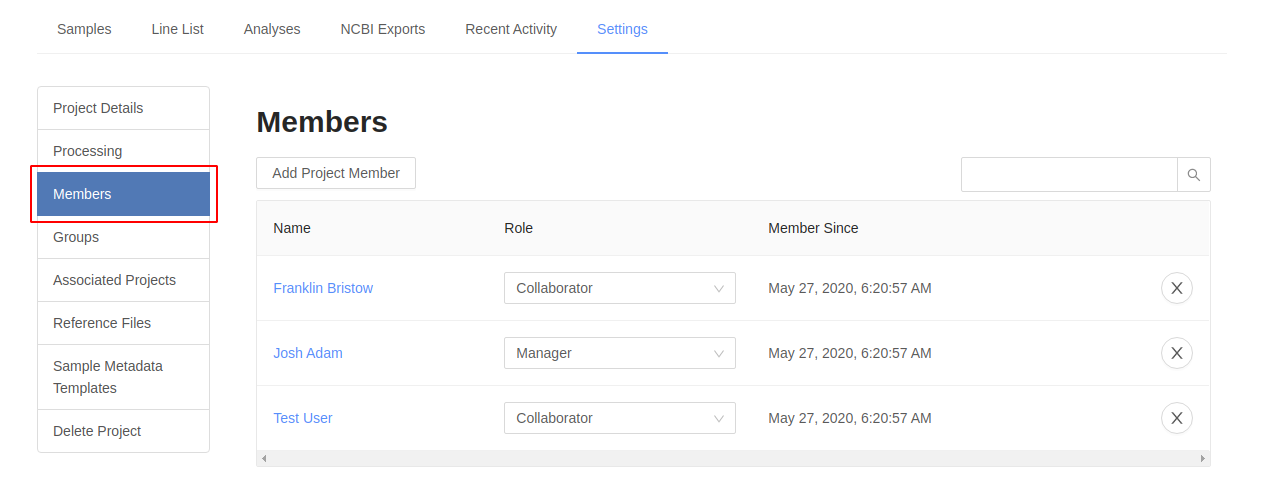 Samples Line List Analyses NCBI Exports Recent Activity Settings
Project Details
Processing
Members
Groups
Associated Projects
Reference Files
Sample Metadata
Templates
Delete Project
Members
Add Project Member
Name Role Member Since
Franklin Bristow Collaborator May 27, 2020, 6:20:57 AM
Josh Adam Manager May 27, 2020, 6:20:57 AM
Test User Collaborator May 27, 2020, 6:20:57 AM